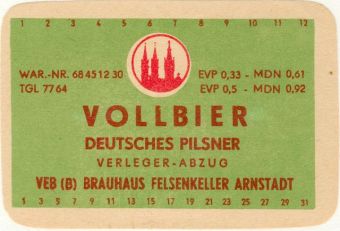 1 2 3 4 5 6 7 8 9 10 11 12
WAR.-NR. 68 45 12 30 EVP 0,33 - MDN 0,61
TGL 7764 EVP 0,5 - MDN 0,92
VOLLBIER
DEUTSCHES PILSNER
VERLEGER-ABZUG
VEB (B) BRAUHAUS FELSENKELLER ARNSTADT
1 3 5 7 9 11 13 15 17 19 21 23 25 27 29 31